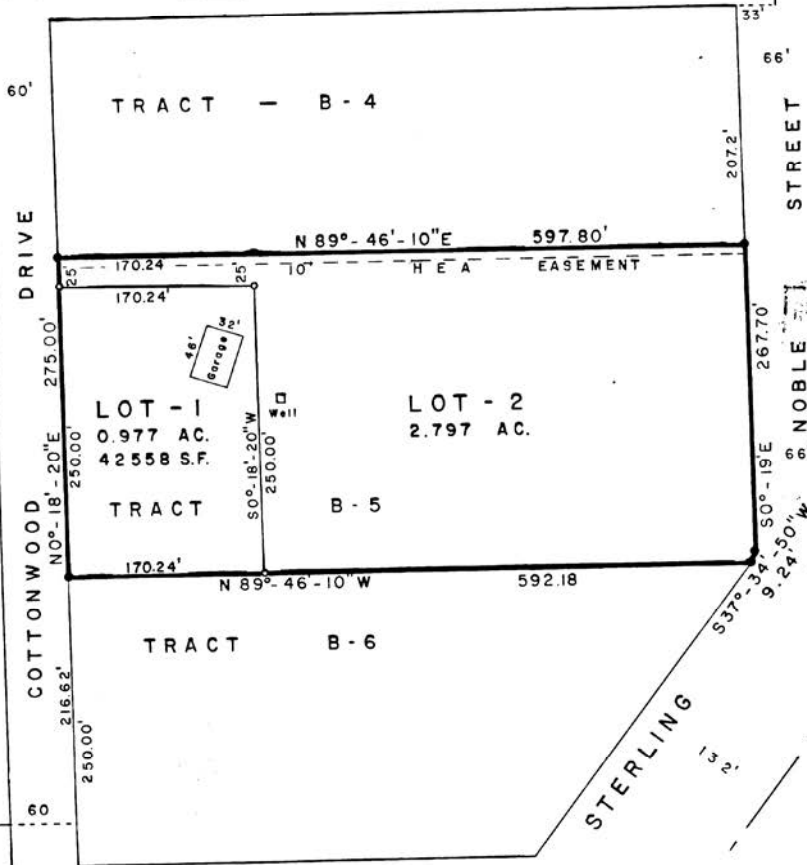 33'
66'
60'
TRACT — B-4
STREET
207.2'
DRIVE
N 89°-46'-10"E 597.80'
170.24
25'
25'
10' HEA EASEMENT
170.24'
275.00'
32'
46'
Garage
267.70'
NOBLE
LOT - 1
0.977 AC.
42558 S.F.
Well
LOT - 2
2.797 AC.
N0°-18'-20"E
250.00'
S0°-18'-20"W
250.00'
S0°-19'E
66
TRACT B-5
COTTONWOOD
170.24'
N 89°-46'-10"W 592.18
S37°-34'-50"W
9.24'
TRACT B-6
216.62'
250.00'
STERLING
132'
60